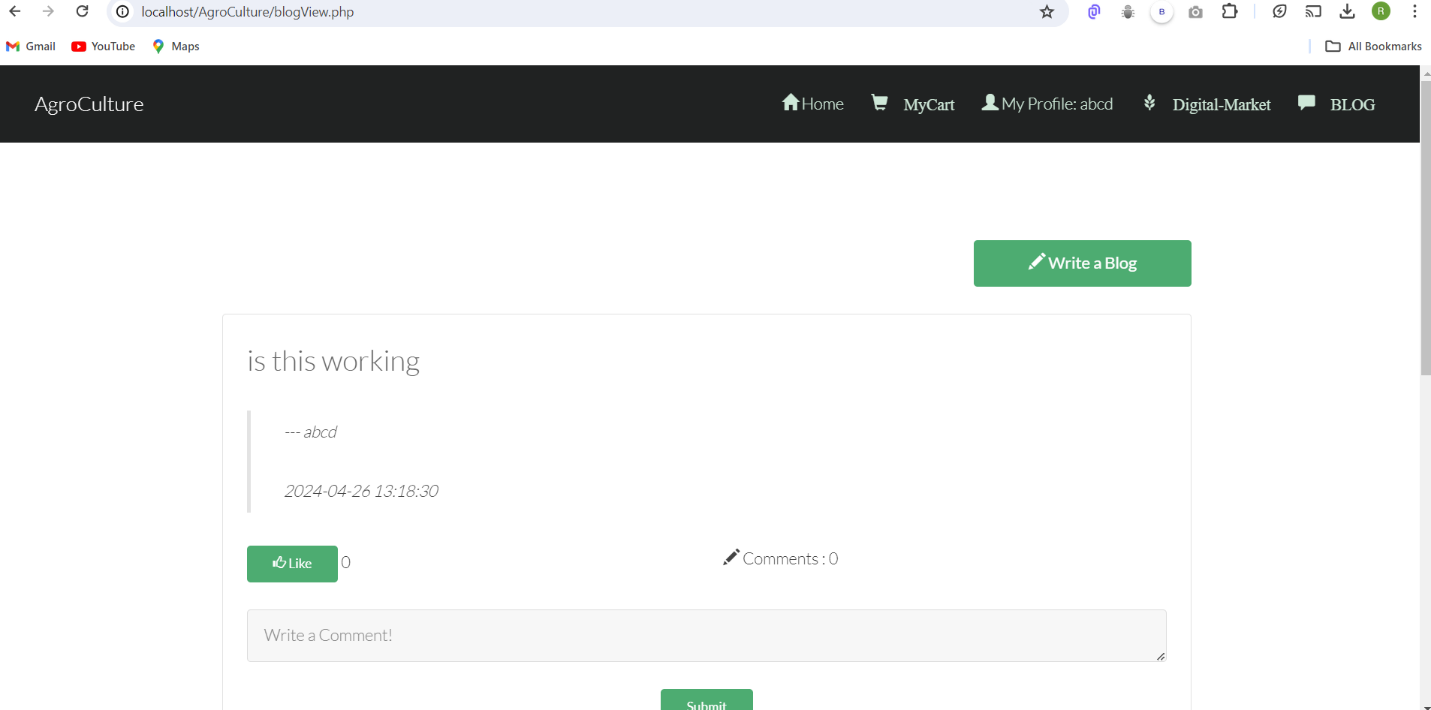 localhost/AgroCulture/blogView.php
B
R
Gmail YouTube Maps All Bookmarks
AgroCulture Home MyCart My Profile: abcd Digital-Market BLOG
Write a Blog
is this working
--- abcd
2024-04-26 13:18:30
Like 0 Comments : 0
Write a Comment!
Submit